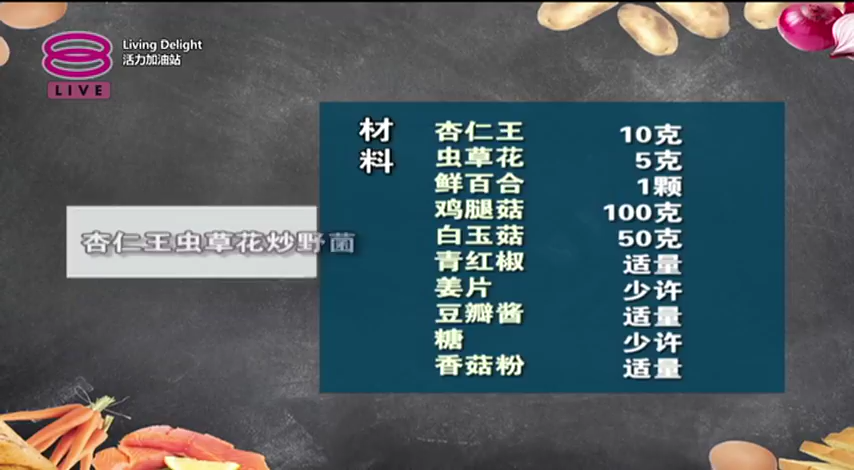 Living Delight
活力加油站
LIVE
杏仁王虫草花炒野菌
材料
杏仁王 10克
虫草花 5克
鲜百合 1颗
鸡腿菇 100克
白玉菇 50克
青红椒 适量
姜片 少许
豆瓣酱 适量
糖 少许
香菇粉 适量